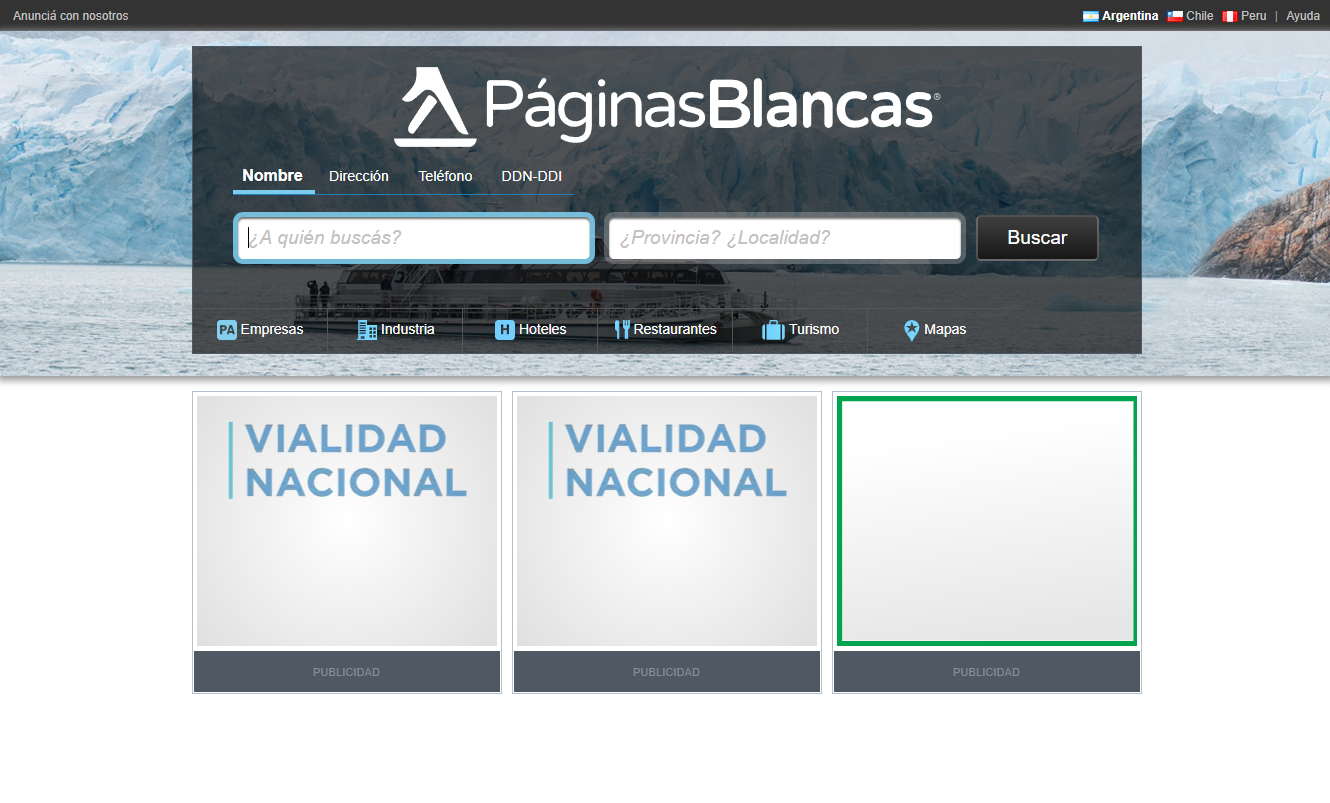 Anunciá con nosotros
Argentina Chile Peru | Ayuda
PáginasBlancas®
Nombre Dirección Teléfono DDN-DDI
¿A quién buscás? ¿Provincia? ¿Localidad? Buscar
PA Empresas Industria H Hoteles Restaurantes Turismo Mapas
VIALIDAD
NACIONAL
VIALIDAD
NACIONAL
PUBLICIDAD PUBLICIDAD PUBLICIDAD